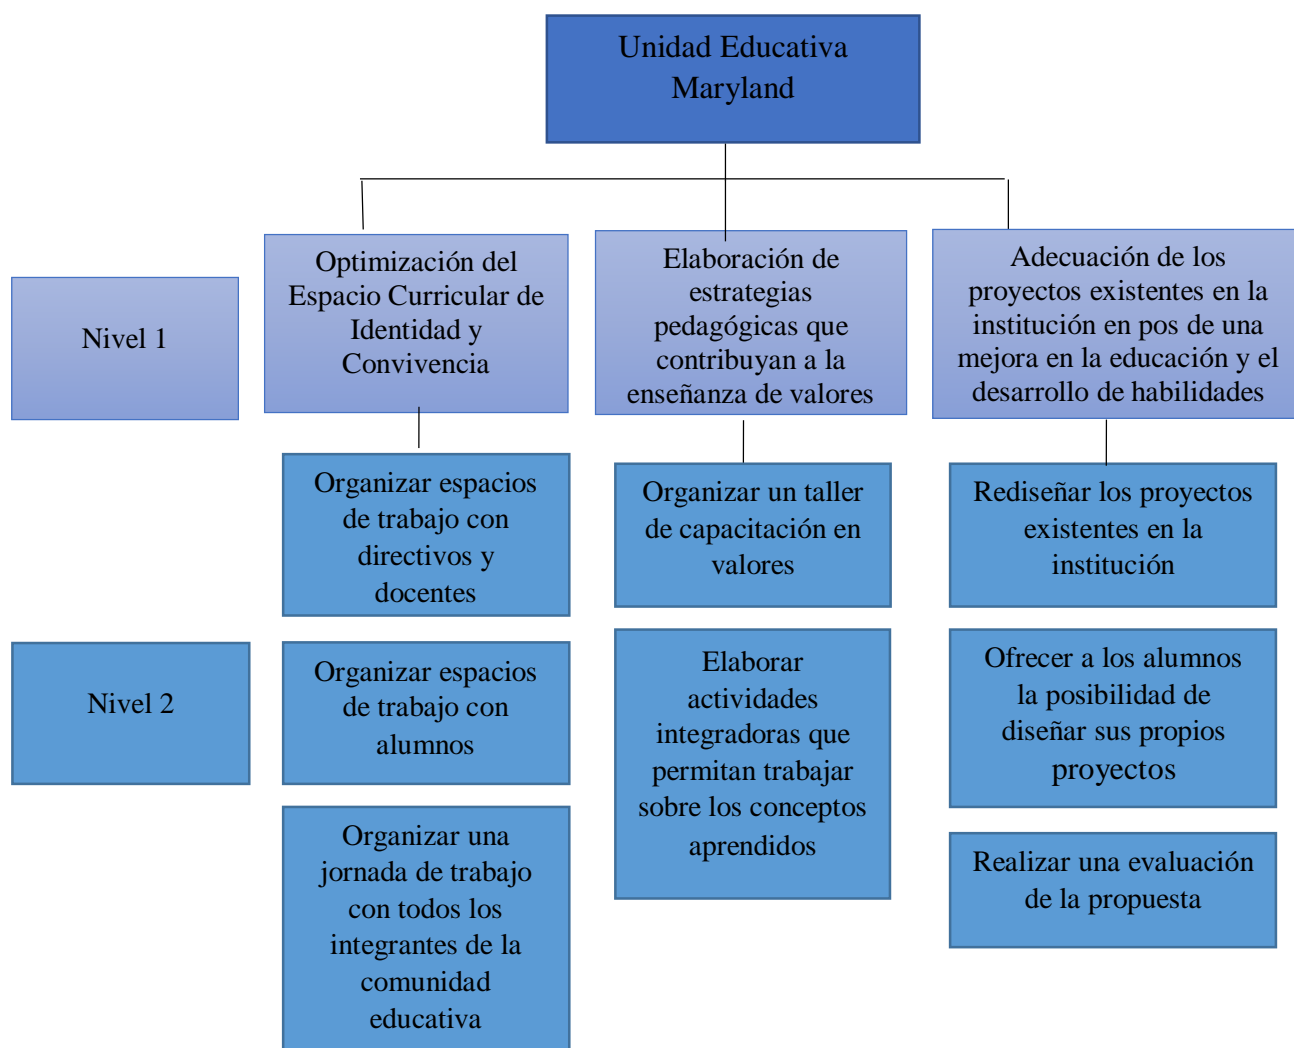 Unidad Educativa
Maryland
Nivel 1
Optimización del
Espacio Curricular de
Identidad y
Convivencia
Elaboración de
estrategias
pedagógicas que
contribuyan a la
enseñanza de valores
Adecuación de los
proyectos existentes en la
institución en pos de una
mejora en la educación y el
desarrollo de habilidades
Organizar espacios
de trabajo con
directivos y
docentes
Organizar un taller
de capacitación en
valores
Rediseñar los proyectos
existentes en la
institución
Nivel 2
Organizar espacios
de trabajo con
alumnos
Elaborar
actividades
integradoras que
permitan trabajar
sobre los conceptos
aprendidos
Ofrecer a los alumnos
la posibilidad de
diseñar sus propios
proyectos
Organizar una
jornada de trabajo
con todos los
integrantes de la
comunidad
educativa
Realizar una evaluación
de la propuesta